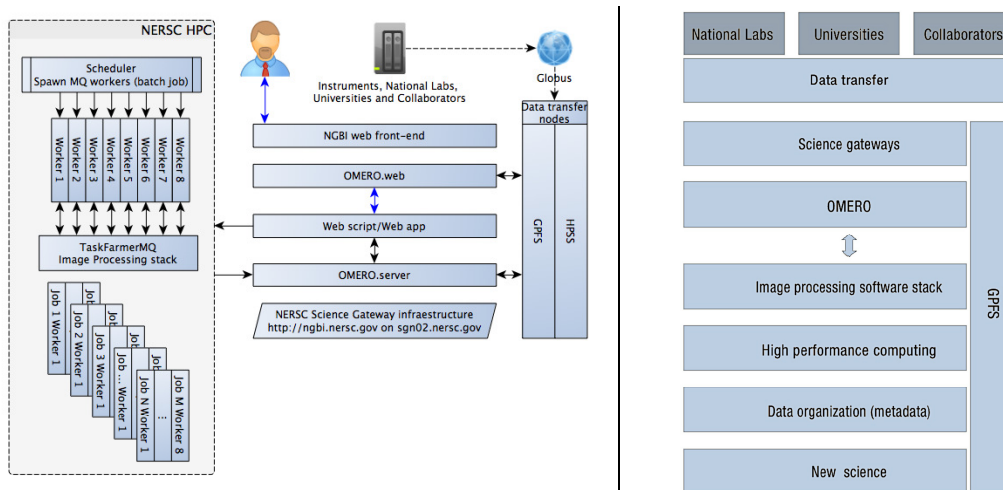 NERSC HPC
Scheduler
Spawn MQ workers (batch job)
Worker 1
Worker 2
Worker 3
Worker 4
Worker 5
Worker 6
Worker 7
Worker 8
TaskFarmerMQ
Image Processing stack
Job 1 Worker 1
Job
Job 2 Worker 1
Job
Job 3 Worker 1
Job
Job ... Worker 1
Job
Job N Worker 1
...
Job M Worker 8
Instruments, National Labs,
Universities and Collaborators
Globus
Data transfer
nodes
NGBI web front-end
OMERO.web
Web script/Web app
OMERO.server
GPFS
HPSS
NERSC Science Gateway infraestructure
http://ngbi.nersc.gov on sgn02.nersc.gov
National Labs
Universities
Collaborators
Data transfer
Science gateways
OMERO
Image processing software stack
High performance computing
Data organization (metadata)
New science
GPFS